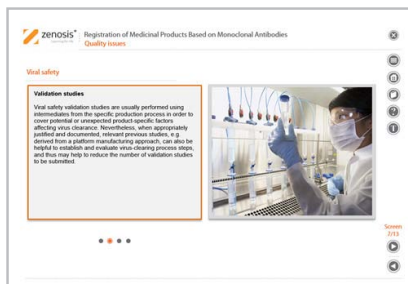 zenosis
Registration of Medicinal Products Based on Monoclonal Antibodies
Quality issues
Viral safety
Validation studies
Viral safety validation studies are usually performed using
intermediates from the specific production process in order to
cover potential or unexpected product-specific factors
affecting virus clearance. Nevertheless, when appropriately
justified and documented, relevant previous studies, e.g.
derived from a platform manufacturing approach, can also be
helpful to establish and evaluate virus-clearing process steps,
and thus may help to reduce the number of validation studies
to be submitted.
Screen
7/13